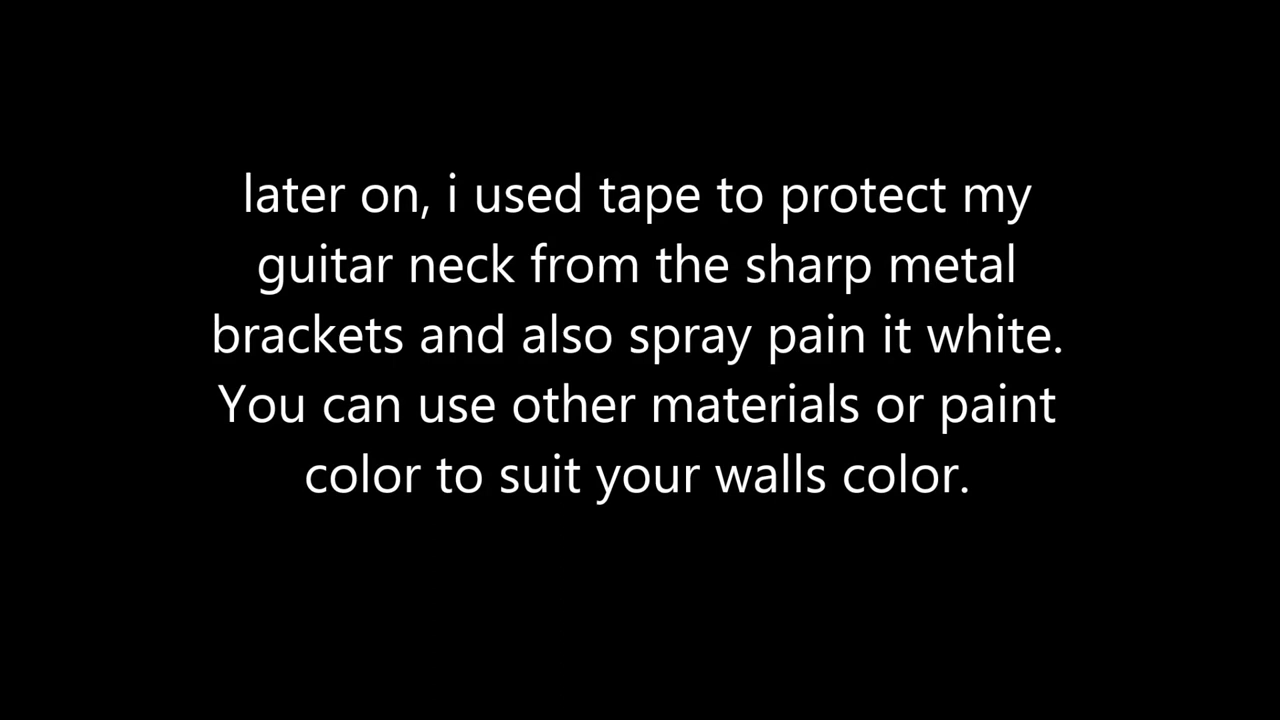 later on, i used tape to protect my
guitar neck from the sharp metal
brackets and also spray pain it white.
You can use other materials or paint
color to suit your walls color.